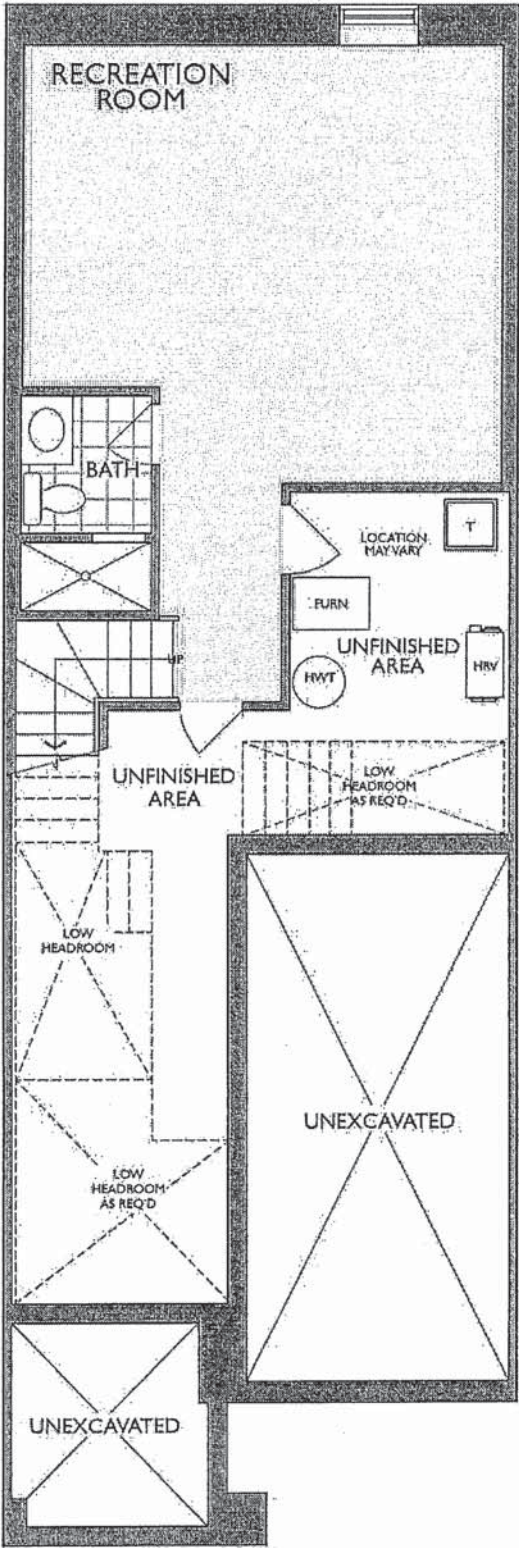 RECREATION
ROOM
BATH
LOCATION
MAY VARY
T
FURN
UNFINISHED
AREA
HRV
HWT
UP
UNFINISHED
AREA
LOW
HEADROOM
AS REQ'D
LOW
HEADROOM
UNEXCAVATED
LOW
HEADROOM
AS REQ'D
UNEXCAVATED